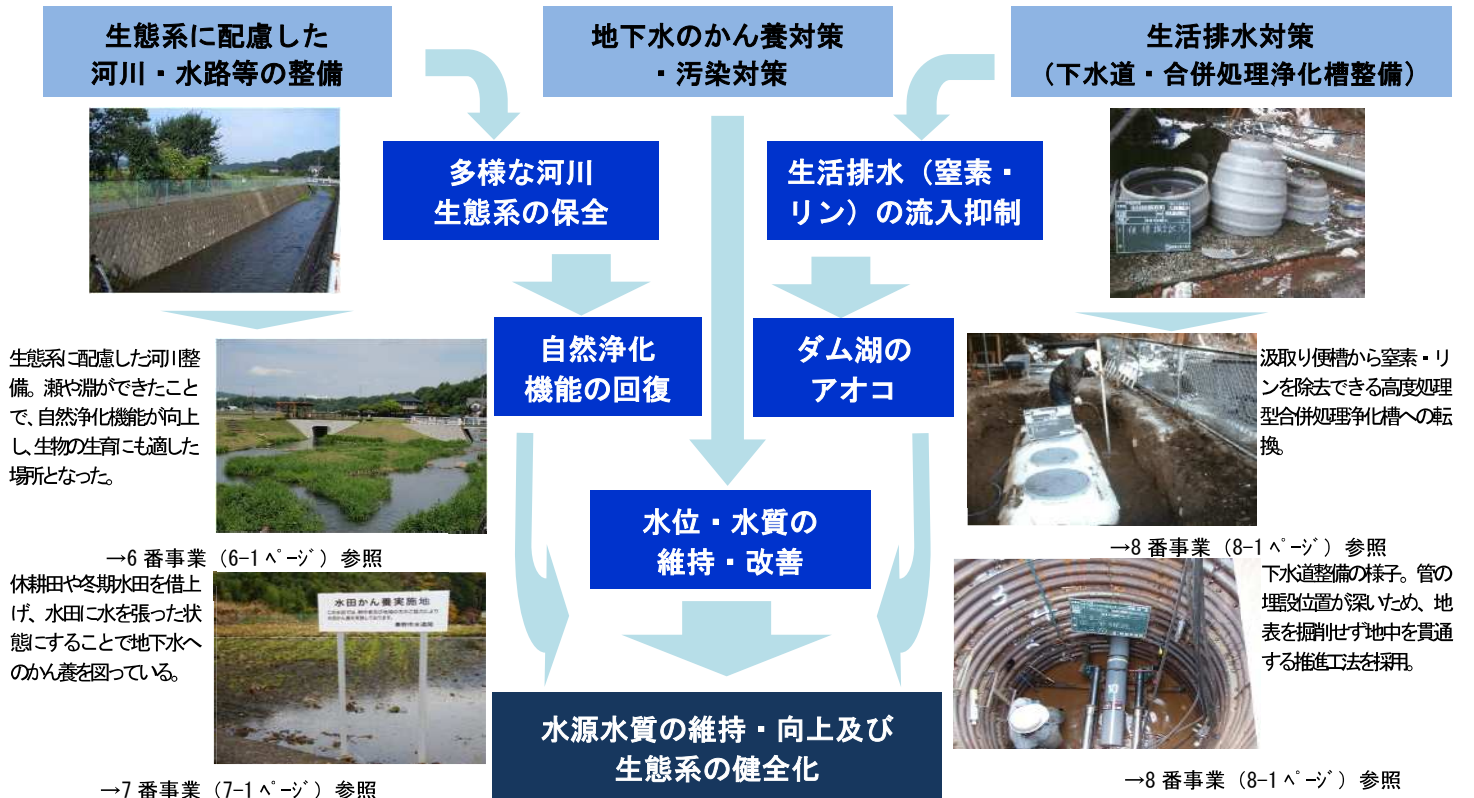 生態系に配慮した
河川・水路等の整備
地下水のかん養対策
・汚染対策
生活排水対策
（下水道・合併処理浄化槽整備）
多様な河川
生態系の保全
生活排水（窒素・
リン）の流入抑制
自然浄化
機能の回復
ダム湖の
アオコ
水位・水質の
維持・改善
水源水質の維持・向上及び
生態系の健全化
生態系に配慮した河川整
備。瀬や淵ができたこと
で、自然浄化機能が向上
し、生物の生育にも適した
場所となった。
→6番事業（6-1ページ）参照
休耕田や冬期水田を借上
げ、水田に水を張った状
態にすることで地下水へ
のかん養を図っている。
水田かん養実施地
→7番事業（7-1ページ）参照
汲取り便槽から窒素・リ
ンを除去できる高度処理
型合併処理浄化槽への転
換。
→8番事業（8-1ページ）参照
下水道整備の様子。管の
埋設位置が深いため、地
表を掘削せず地中を貫通
する推進工法を採用。
10
→8番事業（8-1ページ）参照